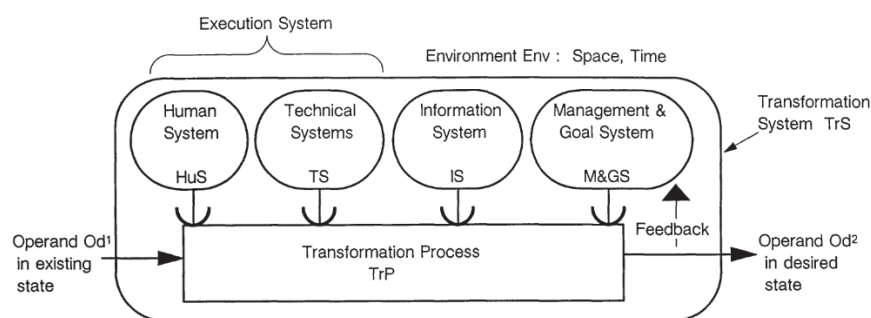 Execution System
Environment Env : Space, Time
Human
System
HuS
Technical
Systems
TS
Information
System
IS
Management &
Goal System
M&GS
Transformation
System TrS
Operand Od¹
in existing
state
Transformation Process
TrP
Feedback
Operand Od²
in desired
state